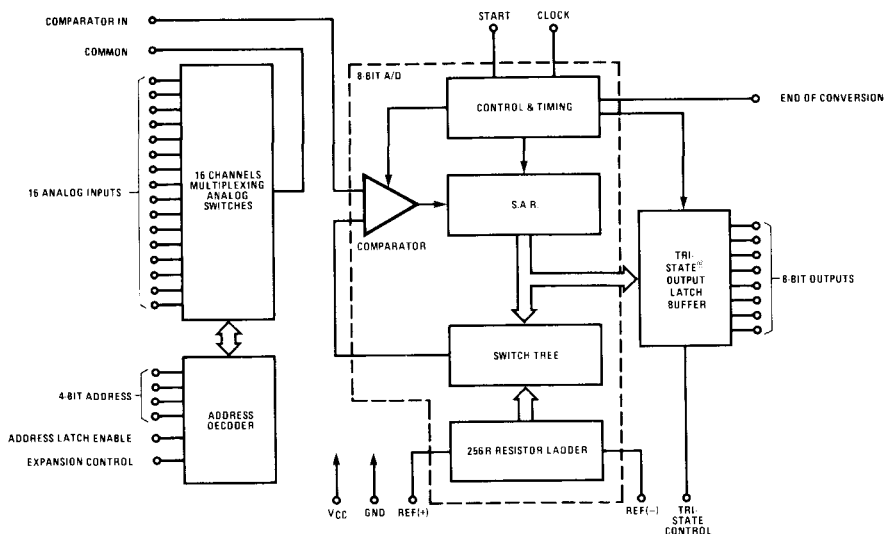 COMPARATOR IN
COMMON
START
CLOCK
8-BIT A/D
CONTROL & TIMING
END OF CONVERSION
16 ANALOG INPUTS
16 CHANNELS
MULTIPLEXING
ANALOG
SWITCHES
S.A.R.
COMPARATOR
TRI-
STATE®
OUTPUT
LATCH
BUFFER
8-BIT OUTPUTS
SWITCH TREE
4-BIT ADDRESS
ADDRESS
DECODER
ADDRESS LATCH ENABLE
EXPANSION CONTROL
256R RESISTOR LADDER
VCC
GND
REF(+)
REF(−)
TRI-
STATE
CONTROL